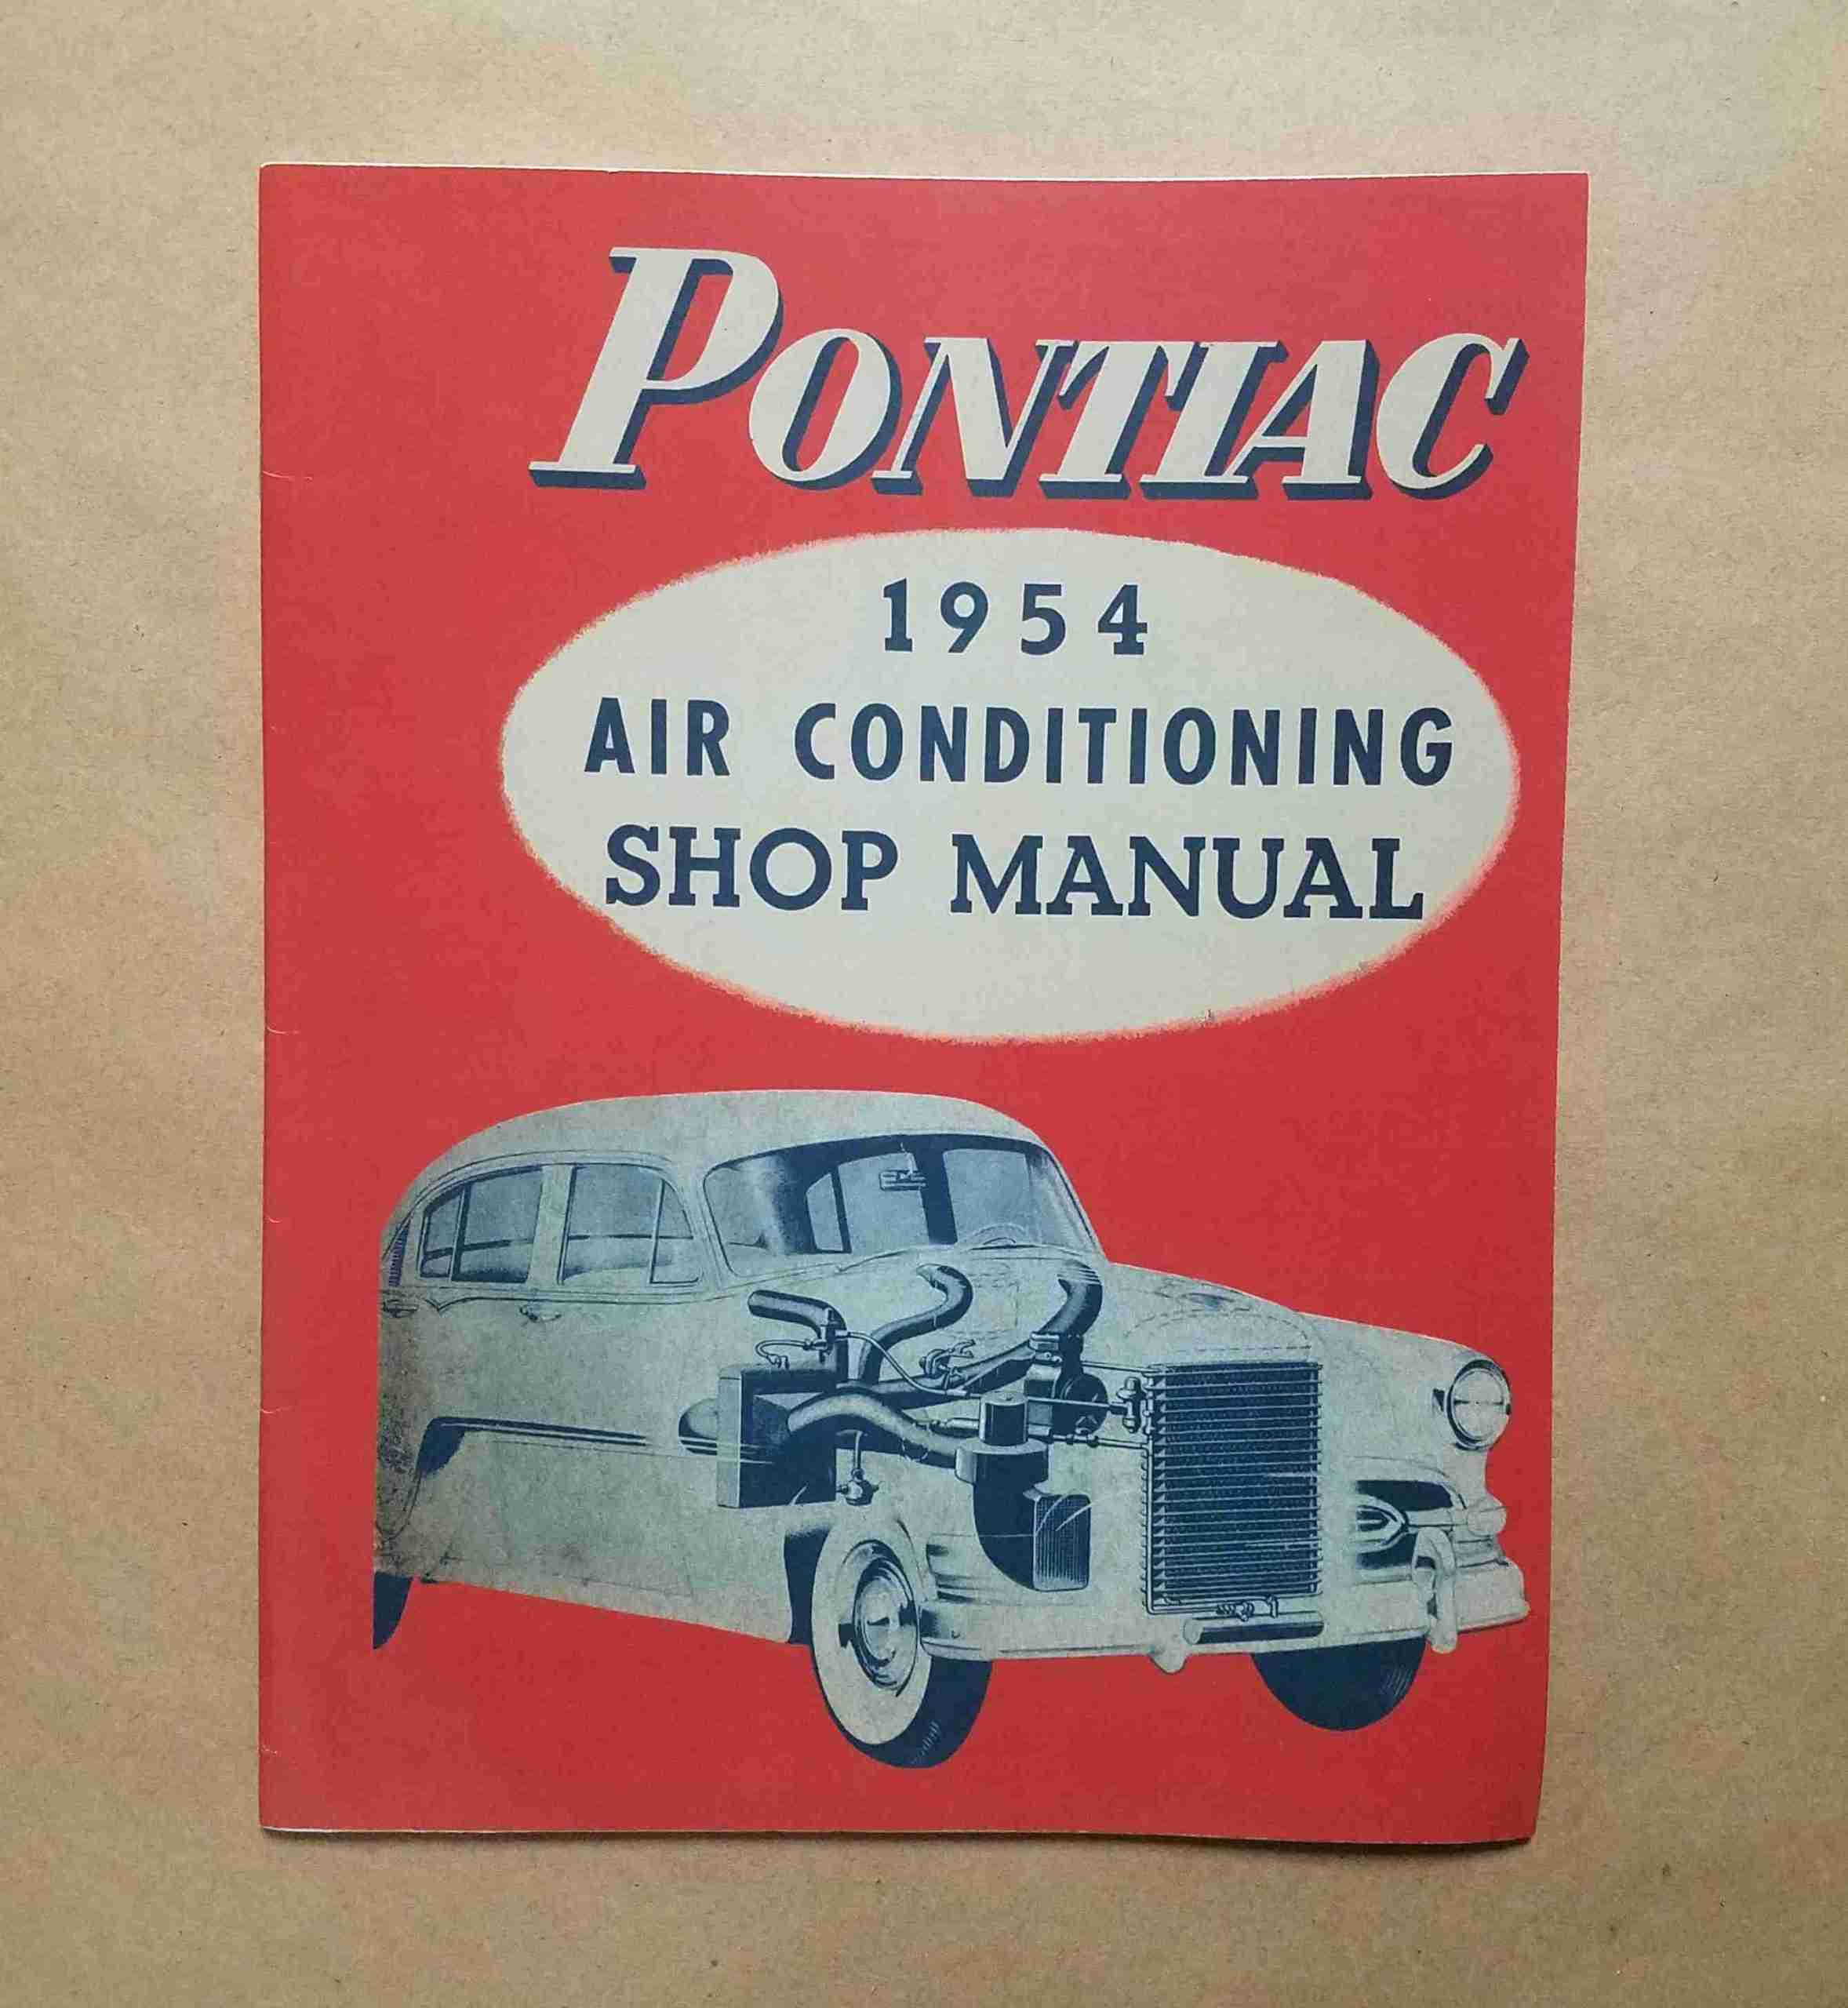 PONTIAC
1954
AIR CONDITIONING
SHOP MANUAL